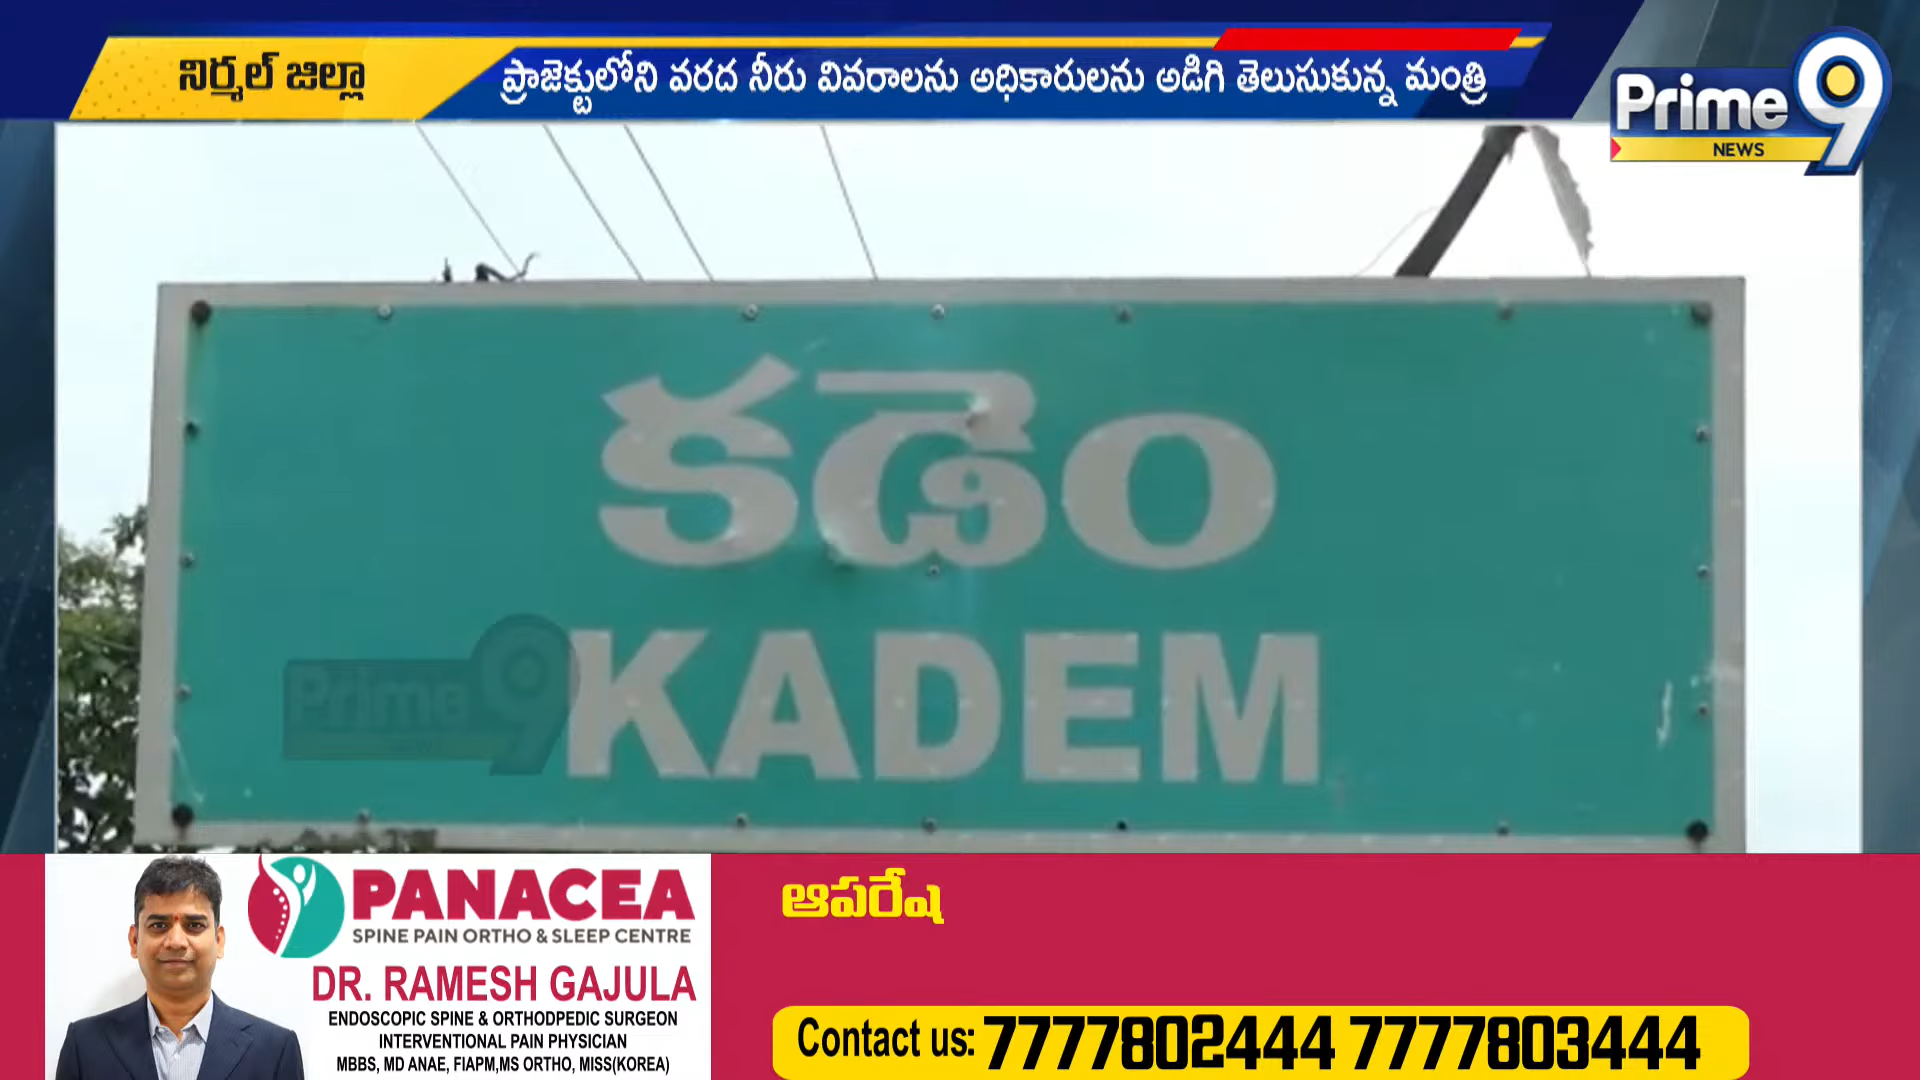 నిర్మల్ జిల్లా
ప్రాజెక్టులోని వరద నీరు వివరాలను అధికారులను అడిగి తెలుసుకున్న మంత్రి
Prime9
NEWS
కడెం
KADEM
Prime9
PANACEA
SPINE PAIN ORTHO & SLEEP CENTRE
DR. RAMESH GAJULA
ENDOSCOPIC SPINE & ORTHODPEDIC SURGEON
INTERVENTIONAL PAIN PHYSICIAN
MBBS, MD ANAE, FIAPM,MS ORTHO, MISS(KOREA)
ఆపరేష
Contact us: 7777802444 7777803444